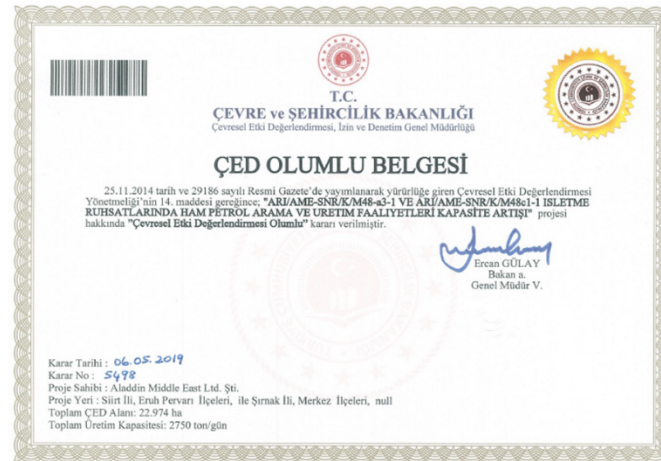 T.C.
ÇEVRE ve ŞEHİRCİLİK BAKANLIĞI
Çevresel Etki Değerlendirmesi, İzin ve Denetim Genel Müdürlüğü
ÇED OLUMLU BELGESİ
25.11.2014 tarih ve 29186 sayılı Resmi Gazete'de yayımlanarak yürürlüğe giren Çevresel Etki Değerlendirmesi
Yönetmeliği'nin 14. maddesi gereğince; "ARI/AME-SNR/K/M48-a3-1 VE ARI/AME-SNR/K/M48c1-1 ISLETME
RUHSATLARINDA HAM PETROL ARAMA VE URETIM FAALIYETLERI KAPASITE ARTIŞI" projesi
hakkında "Çevresel Etki Değerlendirmesi Olumlu" kararı verilmiştir.
Ercan GÜLAY
Bakan a.
Genel Müdür V.
Karar Tarihi : 06.05.2019
Karar No : 5498
Proje Sahibi : Aladdin Middle East Ltd. Şti.
Proje Yeri : Siirt İli, Eruh Pervarı İlçeleri, ile Şırnak İli, Merkez İlçeleri, null
Toplam ÇED Alanı: 22.974 ha
Toplam Üretim Kapasitesi: 2750 ton/gün